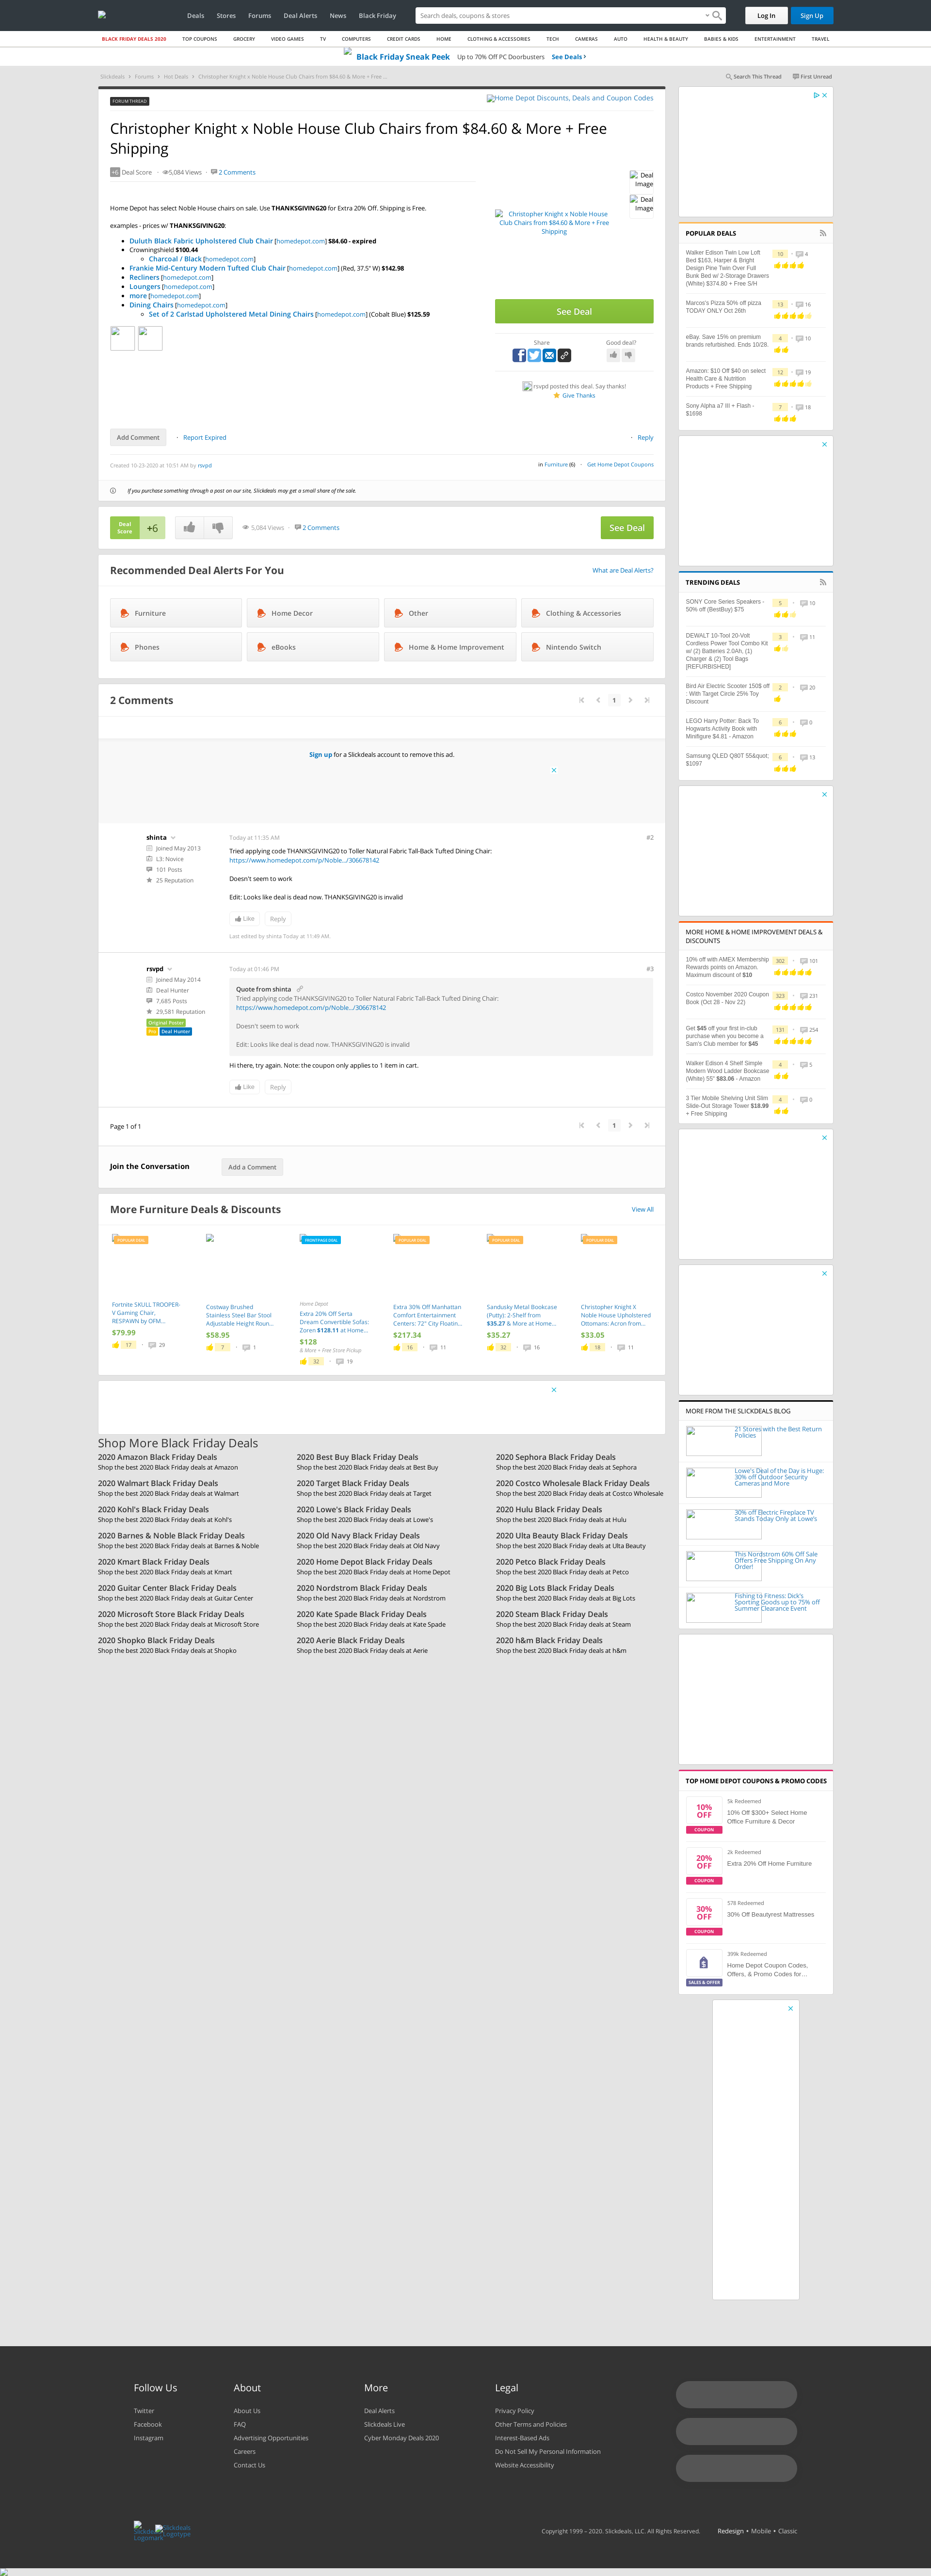 Deals Stores Forums Deal Alerts News Black Friday
Search deals, coupons & stores
Log In
Sign Up
BLACK FRIDAY DEALS 2020 TOP COUPONS GROCERY VIDEO GAMES TV COMPUTERS CREDIT CARDS HOME CLOTHING & ACCESSORIES TECH CAMERAS AUTO HEALTH & BEAUTY BABIES & KIDS ENTERTAINMENT TRAVEL
Black Friday Sneak Peek Up to 70% Off PC Doorbusters See Deals ›
Slickdeals › Forums › Hot Deals › Christopher Knight x Noble House Club Chairs from $84.60 & More + Free ...
Search This Thread First Unread
FORUM THREAD
Home Depot Discounts, Deals and Coupon Codes
Christopher Knight x Noble House Club Chairs from $84.60 & More + Free
Shipping
+6 Deal Score · 5,084 Views · 2 Comments
Home Depot has select Noble House chairs on sale. Use THANKSGIVING20 for Extra 20% Off. Shipping is Free.
examples - prices w/ THANKSGIVING20:
• Duluth Black Fabric Upholstered Club Chair [homedepot.com] $84.60 - expired
• Crowningshield $100.44
Charcoal / Black [homedepot.com]
• Frankie Mid-Century Modern Tufted Club Chair [homedepot.com] (Red, 37.5" W) $142.98
• Recliners [homedepot.com]
• Loungers [homedepot.com]
• more [homedepot.com]
• Dining Chairs [homedepot.com]
Set of 2 Carlstad Upholstered Metal Dining Chairs [homedepot.com] (Cobalt Blue) $125.59
Christopher Knight x Noble House
Club Chairs from $84.60 & More + Free
Shipping
Deal
Image
Deal
Image
See Deal
Share
Good deal?
rsvpd posted this deal. Say thanks!
Give Thanks
Add Comment · Report Expired
· Reply
Created 10-23-2020 at 10:51 AM by rsvpd
in Furniture (6) · Get Home Depot Coupons
If you purchase something through a post on our site, Slickdeals may get a small share of the sale.
Deal
Score
+6
5,084 Views · 2 Comments
See Deal
Recommended Deal Alerts For You
What are Deal Alerts?
Furniture
Home Decor
Other
Clothing & Accessories
Phones
eBooks
Home & Home Improvement
Nintendo Switch
2 Comments
1
Sign up for a Slickdeals account to remove this ad.
shinta
Joined May 2013
L3: Novice
101 Posts
25 Reputation
Today at 11:35 AM
#2
Tried applying code THANKSGIVING20 to Toller Natural Fabric Tall-Back Tufted Dining Chair:
https://www.homedepot.com/p/Noble.../306678142
Doesn't seem to work
Edit: Looks like deal is dead now. THANKSGIVING20 is invalid
Like
Reply
Last edited by shinta Today at 11:49 AM.
rsvpd
Joined May 2014
Deal Hunter
7,685 Posts
29,581 Reputation
Original Poster
Pro
Deal Hunter
Today at 01:46 PM
#3
Quote from shinta
Tried applying code THANKSGIVING20 to Toller Natural Fabric Tall-Back Tufted Dining Chair:
https://www.homedepot.com/p/Noble.../306678142
Doesn't seem to work
Edit: Looks like deal is dead now. THANKSGIVING20 is invalid
Hi there, try again. Note: the coupon only applies to 1 item in cart.
Like
Reply
Page 1 of 1
1
Join the Conversation
Add a Comment
More Furniture Deals & Discounts
View All
POPULAR DEAL
Fortnite SKULL TROOPER-
V Gaming Chair,
RESPAWN by OFM...
$79.99
17 · 29
Costway Brushed
Stainless Steel Bar Stool
Adjustable Height Roun...
$58.95
7 · 1
FRONTPAGE DEAL
Home Depot
Extra 20% Off Serta
Dream Convertible Sofas:
Zoren $128.11 at Home...
$128
& More + Free Store Pickup
32 · 19
POPULAR DEAL
Extra 30% Off Manhattan
Comfort Entertainment
Centers: 72" City Floatin...
$217.34
16 · 11
POPULAR DEAL
Sandusky Metal Bookcase
(Putty): 2-Shelf from
$35.27 & More at Home...
$35.27
32 · 16
POPULAR DEAL
Christopher Knight X
Noble House Upholstered
Ottomans: Acron from...
$33.05
18 · 11
Shop More Black Friday Deals
2020 Amazon Black Friday Deals
Shop the best 2020 Black Friday deals at Amazon
2020 Best Buy Black Friday Deals
Shop the best 2020 Black Friday deals at Best Buy
2020 Sephora Black Friday Deals
Shop the best 2020 Black Friday deals at Sephora
2020 Walmart Black Friday Deals
Shop the best 2020 Black Friday deals at Walmart
2020 Target Black Friday Deals
Shop the best 2020 Black Friday deals at Target
2020 Costco Wholesale Black Friday Deals
Shop the best 2020 Black Friday deals at Costco Wholesale
2020 Kohl's Black Friday Deals
Shop the best 2020 Black Friday deals at Kohl's
2020 Lowe's Black Friday Deals
Shop the best 2020 Black Friday deals at Lowe's
2020 Hulu Black Friday Deals
Shop the best 2020 Black Friday deals at Hulu
2020 Barnes & Noble Black Friday Deals
Shop the best 2020 Black Friday deals at Barnes & Noble
2020 Old Navy Black Friday Deals
Shop the best 2020 Black Friday deals at Old Navy
2020 Ulta Beauty Black Friday Deals
Shop the best 2020 Black Friday deals at Ulta Beauty
2020 Kmart Black Friday Deals
Shop the best 2020 Black Friday deals at Kmart
2020 Home Depot Black Friday Deals
Shop the best 2020 Black Friday deals at Home Depot
2020 Petco Black Friday Deals
Shop the best 2020 Black Friday deals at Petco
2020 Guitar Center Black Friday Deals
Shop the best 2020 Black Friday deals at Guitar Center
2020 Nordstrom Black Friday Deals
Shop the best 2020 Black Friday deals at Nordstrom
2020 Big Lots Black Friday Deals
Shop the best 2020 Black Friday deals at Big Lots
2020 Microsoft Store Black Friday Deals
Shop the best 2020 Black Friday deals at Microsoft Store
2020 Kate Spade Black Friday Deals
Shop the best 2020 Black Friday deals at Kate Spade
2020 Steam Black Friday Deals
Shop the best 2020 Black Friday deals at Steam
2020 Shopko Black Friday Deals
Shop the best 2020 Black Friday deals at Shopko
2020 Aerie Black Friday Deals
Shop the best 2020 Black Friday deals at Aerie
2020 h&m Black Friday Deals
Shop the best 2020 Black Friday deals at h&m
POPULAR DEALS
Walker Edison Twin Low Loft
Bed $163, Harper & Bright
Design Pine Twin Over Full
Bunk Bed w/ 2-Storage Drawers
(White) $374.80 + Free S/H
10 · 4
Marcos's Pizza 50% off pizza
TODAY ONLY Oct 26th
13 · 16
eBay. Save 15% on premium
brands refurbished. Ends 10/28.
4 · 10
Amazon: $10 Off $40 on select
Health Care & Nutrition
Products + Free Shipping
12 · 19
Sony Alpha a7 III + Flash -
$1698
7 · 18
TRENDING DEALS
SONY Core Series Speakers -
50% off (BestBuy) $75
5 · 10
DEWALT 10-Tool 20-Volt
Cordless Power Tool Combo Kit
w/ (2) Batteries 2.0Ah, (1)
Charger & (2) Tool Bags
[REFURBISHED]
3 · 11
Bird Air Electric Scooter 150$ off
: With Target Circle 25% Toy
Discount
2 · 20
LEGO Harry Potter: Back To
Hogwarts Activity Book with
Minifigure $4.81 - Amazon
6 · 0
Samsung QLED Q80T 55&quot;
$1097
6 · 13
MORE HOME & HOME IMPROVEMENT DEALS &
DISCOUNTS
10% off with AMEX Membership
Rewards points on Amazon.
Maximum discount of $10
302 · 101
Costco November 2020 Coupon
Book (Oct 28 - Nov 22)
323 · 231
Get $45 off your first in-club
purchase when you become a
Sam's Club member for $45
131 · 254
Walker Edison 4 Shelf Simple
Modern Wood Ladder Bookcase
(White) 55" $83.06 - Amazon
4 · 5
3 Tier Mobile Shelving Unit Slim
Slide-Out Storage Tower $18.99
+ Free Shipping
4 · 0
MORE FROM THE SLICKDEALS BLOG
21 Stores with the Best Return
Policies
Lowe's Deal of the Day is Huge:
30% off Outdoor Security
Cameras and More
30% off Electric Fireplace TV
Stands Today Only at Lowe's
This Nordstrom 60% Off Sale
Offers Free Shipping On Any
Order!
Fishing to Fitness: Dick's
Sporting Goods up to 75% off
Summer Clearance Event
TOP HOME DEPOT COUPONS & PROMO CODES
10%
OFF
COUPON
5k Redeemed
10% Off $300+ Select Home
Office Furniture & Decor
20%
OFF
COUPON
2k Redeemed
Extra 20% Off Home Furniture
30%
OFF
COUPON
578 Redeemed
30% Off Beautyrest Mattresses
SALES & OFFER
399k Redeemed
Home Depot Coupon Codes,
Offers, & Promo Codes for...
Follow Us
Twitter
Facebook
Instagram
About
About Us
FAQ
Advertising Opportunities
Careers
Contact Us
More
Deal Alerts
Slickdeals Live
Cyber Monday Deals 2020
Legal
Privacy Policy
Other Terms and Policies
Interest-Based Ads
Do Not Sell My Personal Information
Website Accessibility
Logomark
Slickdeals
Logotype
Copyright 1999 – 2020. Slickdeals, LLC. All Rights Reserved. Redesign • Mobile • Classic